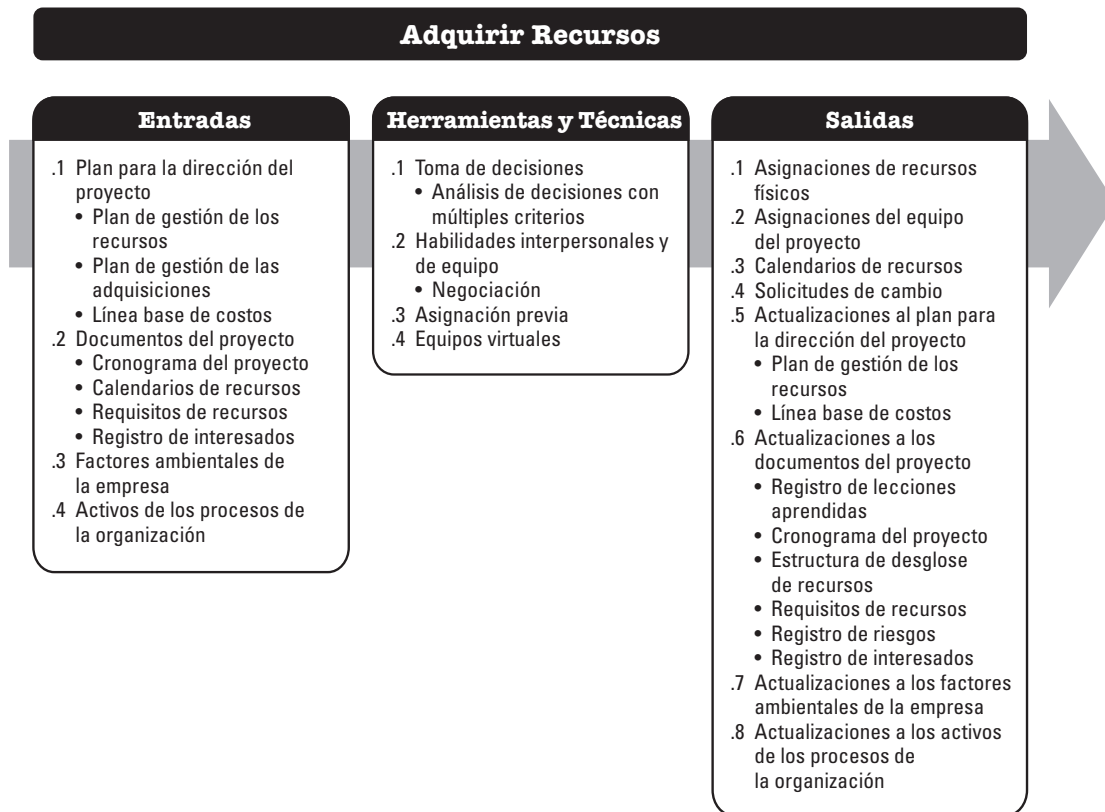 Adquirir Recursos
Entradas
.1 Plan para la dirección del
proyecto
• Plan de gestión de los
recursos
• Plan de gestión de las
adquisiciones
• Línea base de costos
.2 Documentos del proyecto
• Cronograma del proyecto
• Calendarios de recursos
• Requisitos de recursos
• Registro de interesados
.3 Factores ambientales de
la empresa
.4 Activos de los procesos de
la organización
Herramientas y Técnicas
.1 Toma de decisiones
• Análisis de decisiones con
múltiples criterios
.2 Habilidades interpersonales y
de equipo
• Negociación
.3 Asignación previa
.4 Equipos virtuales
Salidas
.1 Asignaciones de recursos
físicos
.2 Asignaciones del equipo
del proyecto
.3 Calendarios de recursos
.4 Solicitudes de cambio
.5 Actualizaciones al plan para
la dirección del proyecto
• Plan de gestión de los
recursos
• Línea base de costos
.6 Actualizaciones a los
documentos del proyecto
• Registro de lecciones
aprendidas
• Cronograma del proyecto
• Estructura de desglose
de recursos
• Requisitos de recursos
• Registro de riesgos
• Registro de interesados
.7 Actualizaciones a los factores
ambientales de la empresa
.8 Actualizaciones a los activos
de los procesos de
la organización